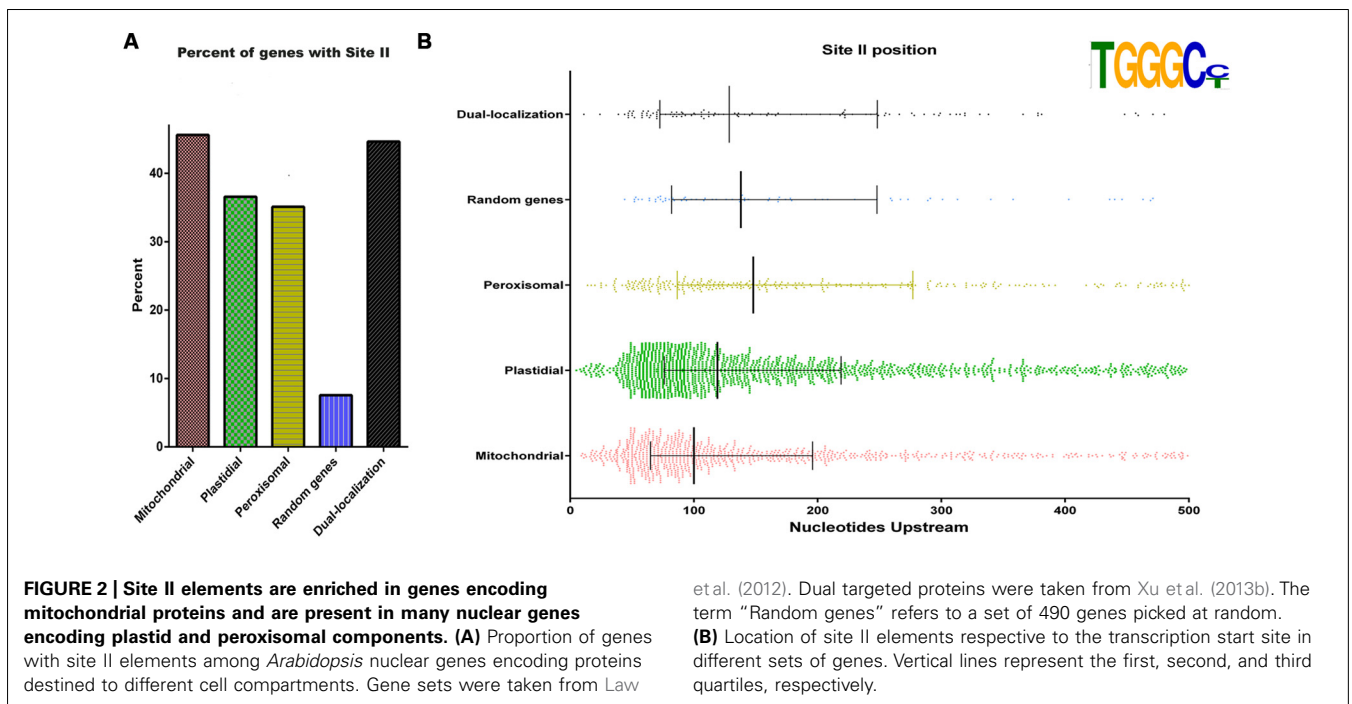 A
Percent of genes with Site II
Percent
40
30
20
10
0
Mitochondrial
Plastidial
Peroxisomal
Random genes
Dual-localization
B
Site II position
TGGGCC
T
Dual-localization
Random genes
Peroxisomal
Plastidial
Mitochondrial
0 100 200 300 400 500
Nucleotides Upstream
FIGURE 2 | Site II elements are enriched in genes encoding
mitochondrial proteins and are present in many nuclear genes
encoding plastid and peroxisomal components. (A) Proportion of genes
with site II elements among Arabidopsis nuclear genes encoding proteins
destined to different cell compartments. Gene sets were taken from Law
et al. (2012). Dual targeted proteins were taken from Xu et al. (2013b). The
term “Random genes” refers to a set of 490 genes picked at random.
(B) Location of site II elements respective to the transcription start site in
different sets of genes. Vertical lines represent the first, second, and third
quartiles, respectively.